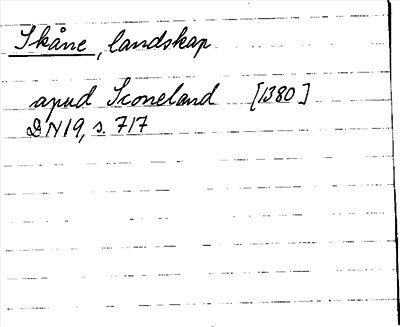 Skåne, landskap
apud Sconeland [1380]
DN19, s. 717